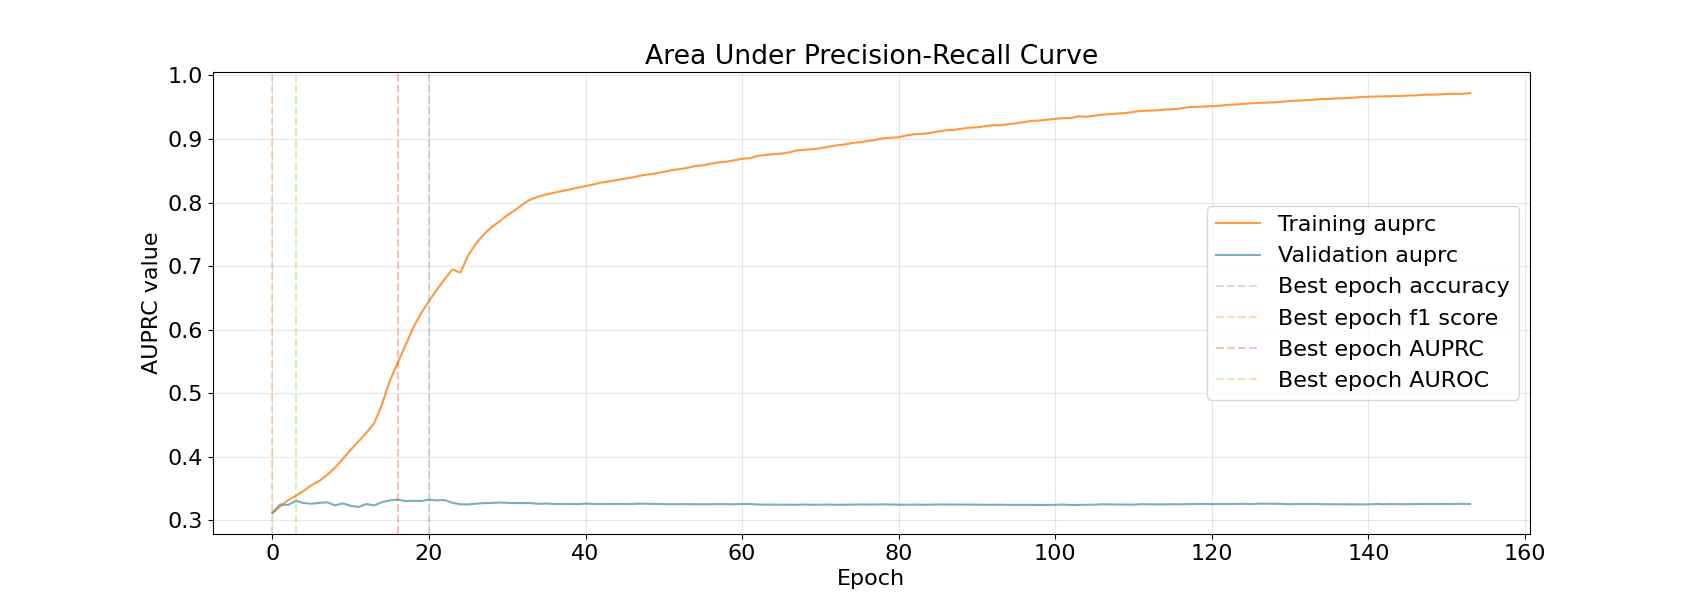 Area Under Precision-Recall Curve
AUPRC value
1.0
0.9
0.8
0.7
0.6
0.5
0.4
0.3
Training auprc
Validation auprc
Best epoch accuracy
Best epoch f1 score
Best epoch AUPRC
Best epoch AUROC
0 20 40 60 80 100 120 140 160
Epoch